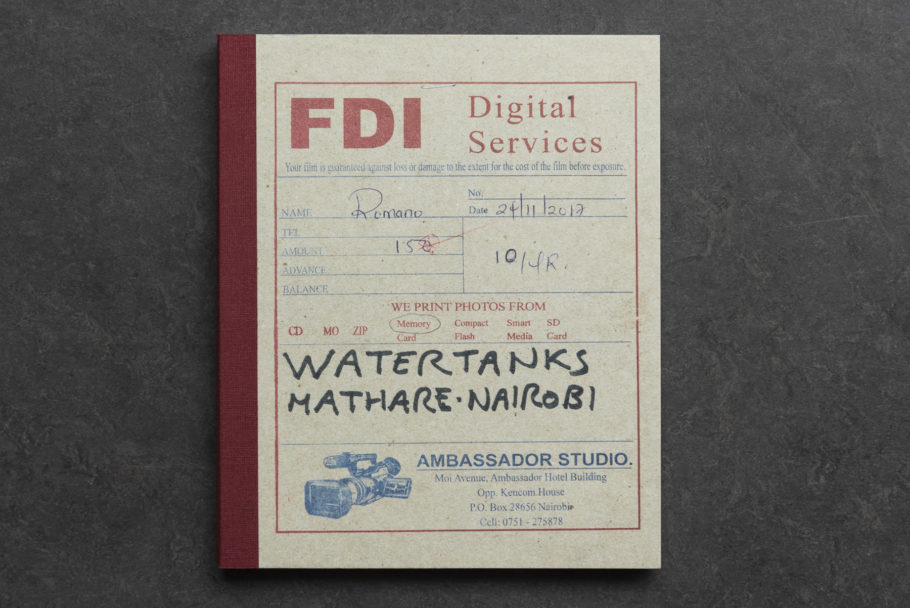 FDI Digital
Services
Your film is guaranteed against loss or damage to the extent for the cost of the film before exposure.
No.
NAME Romano Date 24/11/2017
TEL
AMOUNT 150
10/4R.
ADVANCE
BALANCE
WE PRINT PHOTOS FROM
CD MO ZIP Memory Card Compact Flash Smart Media SD Card
WATERTANKS
MATHARE·NAIROBI
AMBASSADOR STUDIO.
Moi Avenue, Ambassador Hotel Building
Opp. Kencom House
P.O. Box 28656 Nairobi
Cell: 0751 - 275878